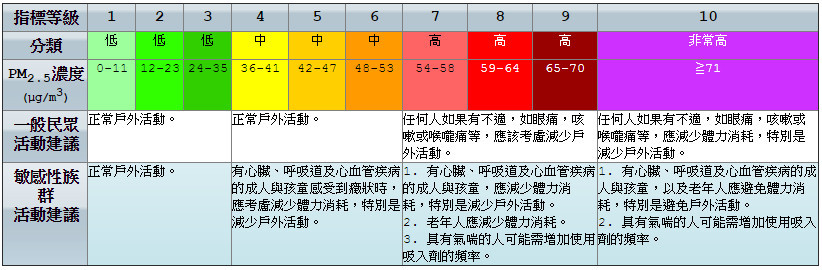 指標等級 1 2 3 4 5 6 7 8 9 10
分類 低 低 低 中 中 中 高 高 高 非常高
PM2.5濃度 0-11 12-23 24-35 36-41 42-47 48-53 54-58 59-64 65-70 ≧71
(μg/m3)
一般民眾
活動建議
正常戶外活動。
正常戶外活動。
任何人如果有不適，如眼痛，咳
嗽或喉嚨痛等，應該考慮減少戶
外活動。
任何人如果有不適，如眼痛，咳嗽或
喉嚨痛等，應減少體力消耗，特別是
減少戶外活動。
敏感性族
群
活動建議
正常戶外活動。
有心臟、呼吸道及心血管疾病
的成人與孩童感受到癥狀時，
應考慮減少體力消耗，特別是
減少戶外活動。
1. 有心臟、呼吸道及心血管疾病
的成人與孩童，應減少體力消
耗，特別是減少戶外活動。
2. 老年人應減少體力消耗。
3. 具有氣喘的人可能需增加使用
吸入劑的頻率。
1. 有心臟、呼吸道及心血管疾病的成
人與孩童，以及老年人應避免體力消
耗，特別是避免戶外活動。
2. 具有氣喘的人可能需增加使用吸入
劑的頻率。